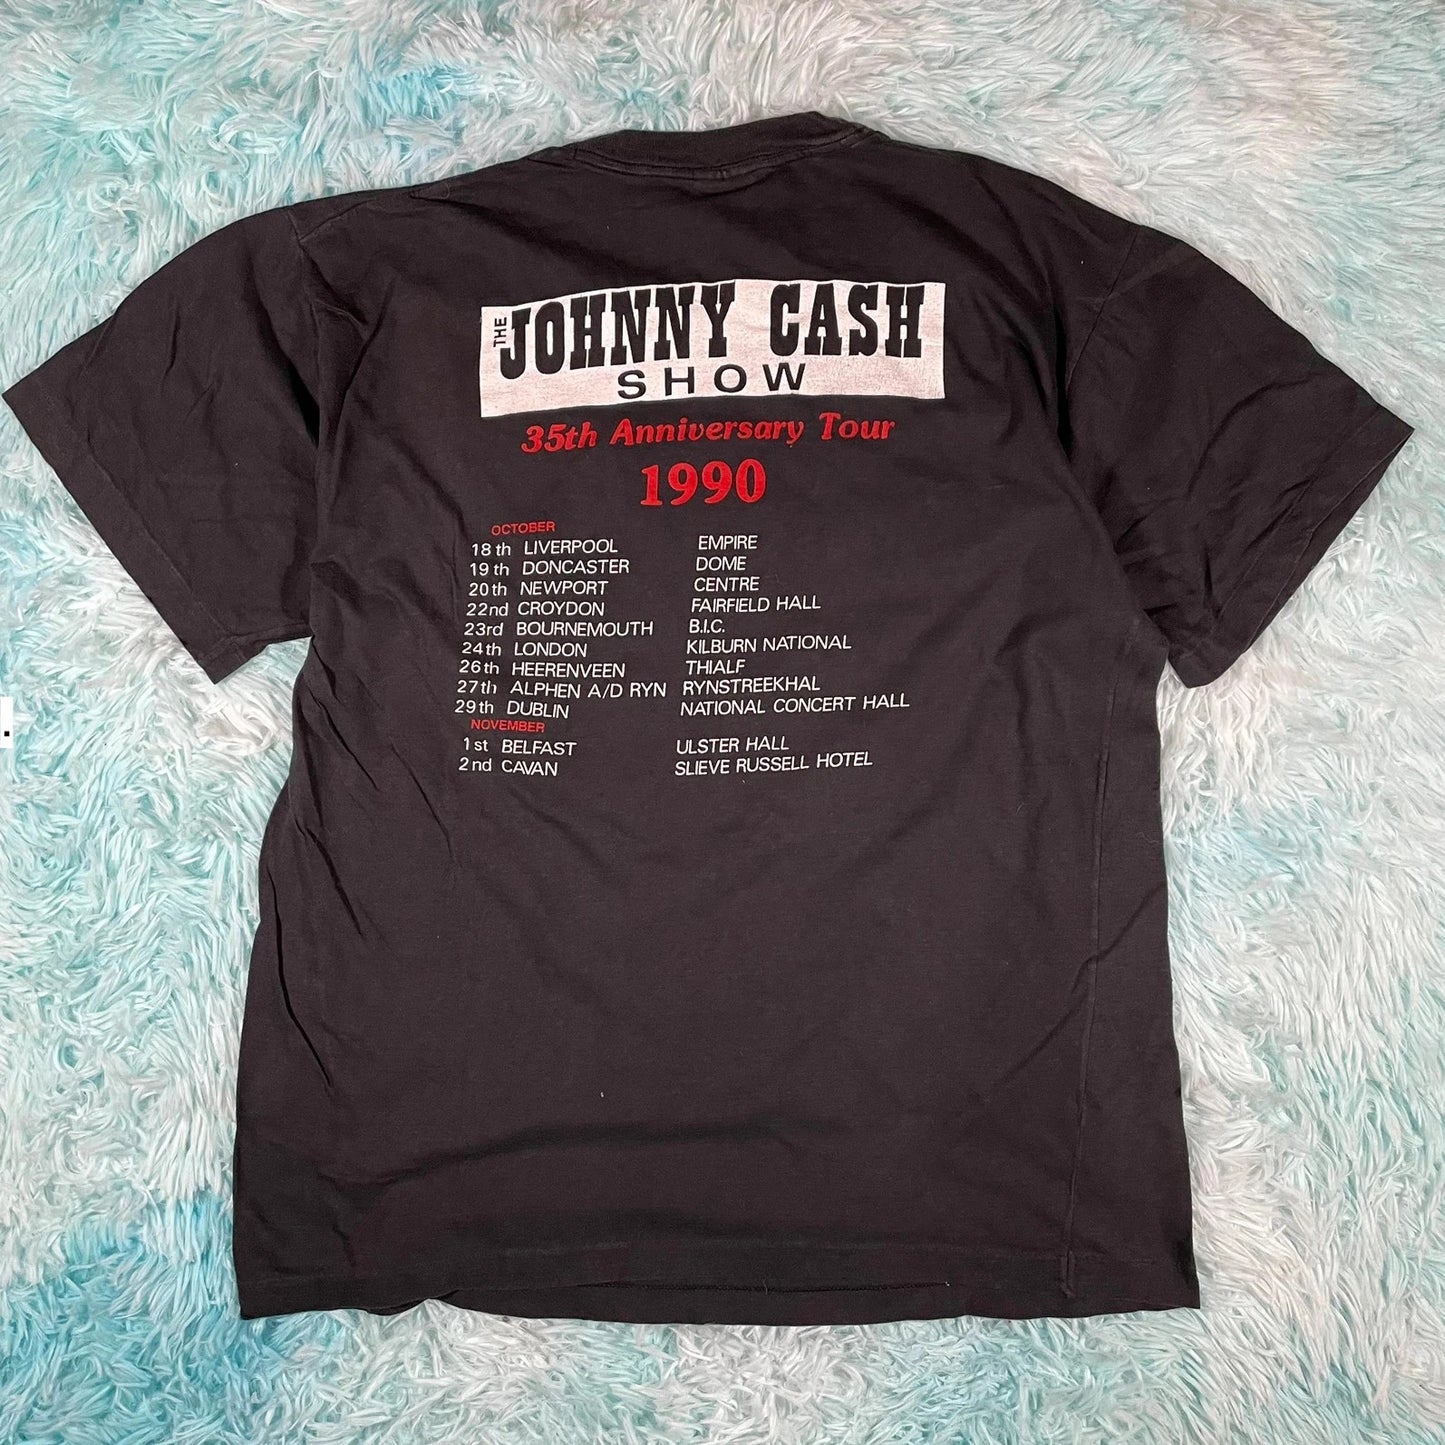 THE JOHNNY CASH
SHOW
35th Anniversary Tour
1990
OCTOBER
18th LIVERPOOL EMPIRE
19th DONCASTER DOME
20th NEWPORT CENTRE
22nd CROYDON FAIRFIELD HALL
23rd BOURNEMOUTH B.I.C.
24th LONDON KILBURN NATIONAL
26th HEERENVEEN THIALF
27th ALPHEN A/D RYN RYNSTREEKHAL
29th DUBLIN NATIONAL CONCERT HALL
NOVEMBER
1st BELFAST ULSTER HALL
2nd CAVAN SLIEVE RUSSELL HOTEL